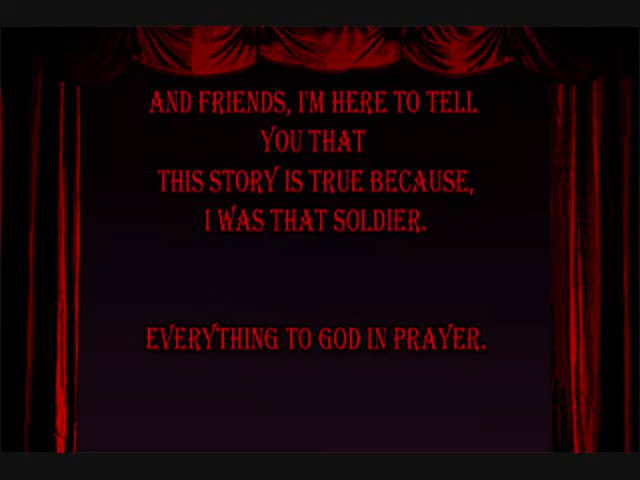 AND FRIENDS, I'M HERE TO TELL
YOU THAT
THIS STORY IS TRUE BECAUSE,
I WAS THAT SOLDIER.
EVERYTHING TO GOD IN PRAYER.